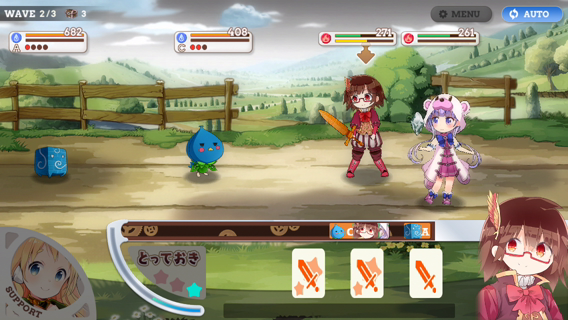 WAVE 2/3 3
MENU
AUTO
682
A
408
C
271
261
C
A
とっておき
SUPPORT